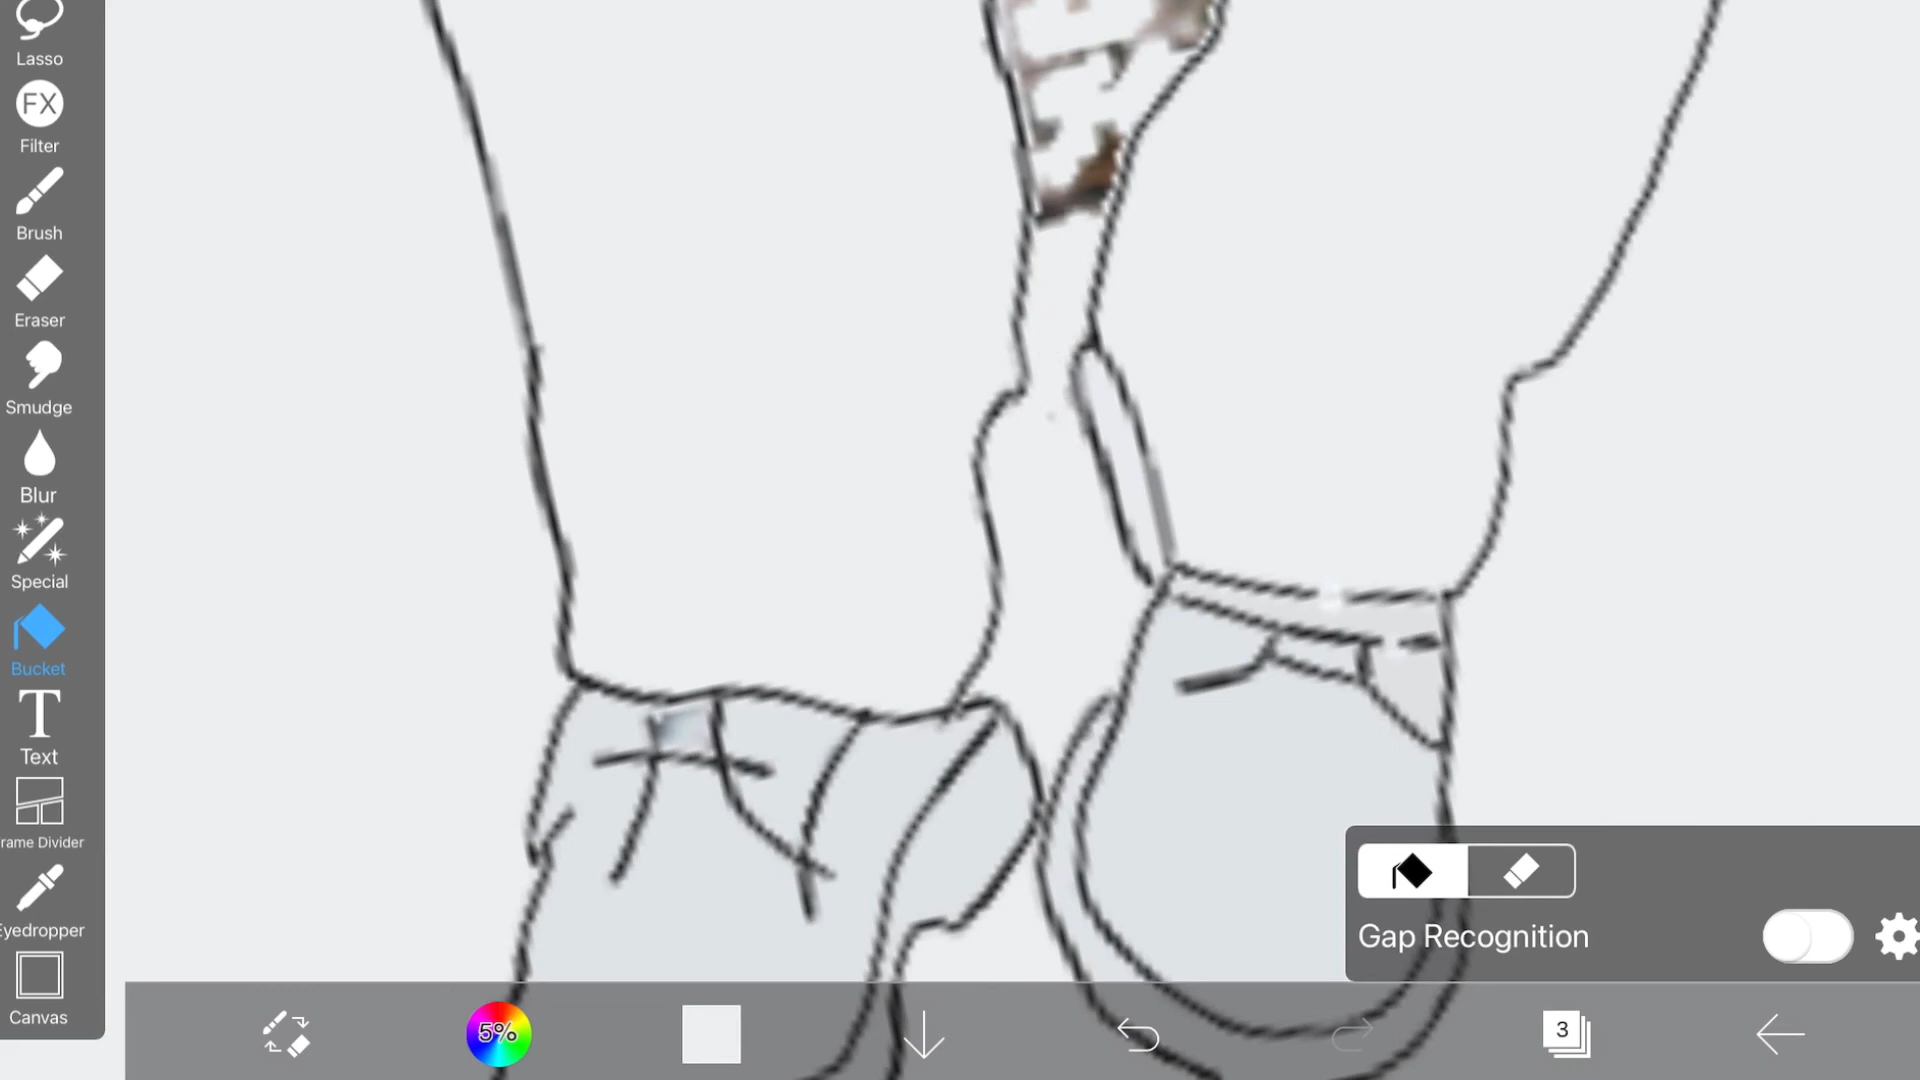 Lasso
FX
Filter
Brush
Eraser
Smudge
Blur
Special
Bucket
T
Text
rame Divider
Eyedropper
Canvas
Gap Recognition
5%
3